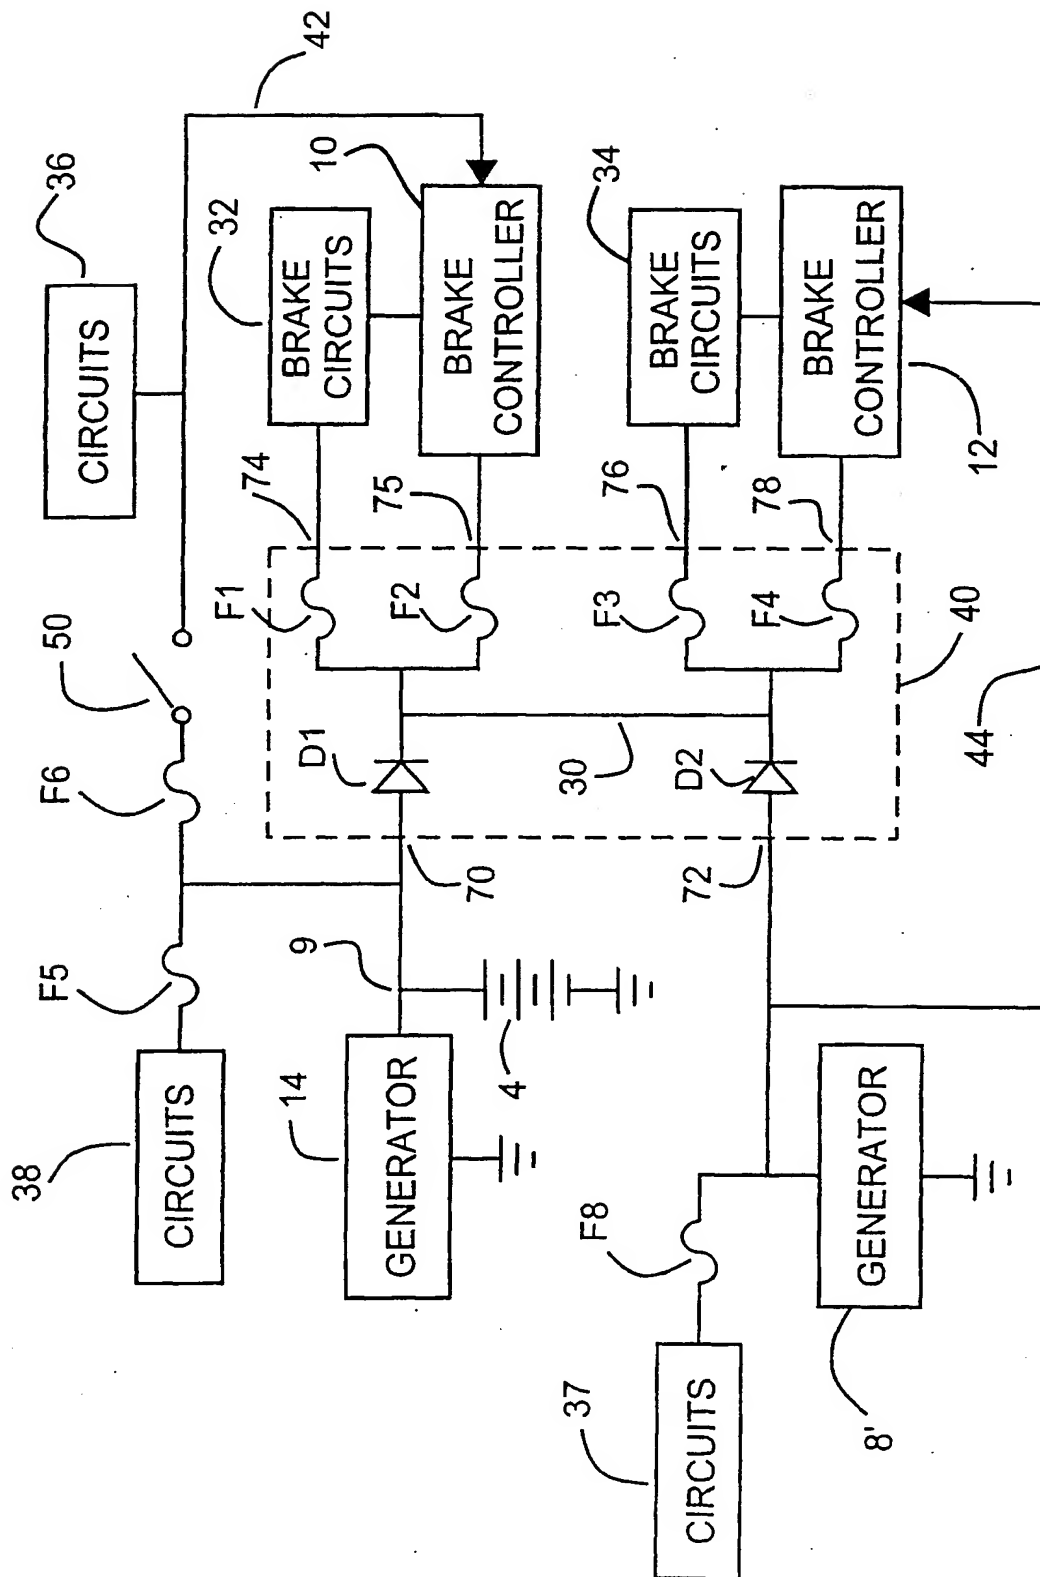 42
36
CIRCUITS
10
32
BRAKE
CIRCUITS
BRAKE
CONTROLLER
34
BRAKE
CIRCUITS
BRAKE
CONTROLLER
12
74
75
76
78
F1
F2
F3
F4
40
44
50
F6
D1
30
D2
70
72
F5
9
4
38
CIRCUITS
14
GENERATOR
F8
GENERATOR
8'
37
CIRCUITS